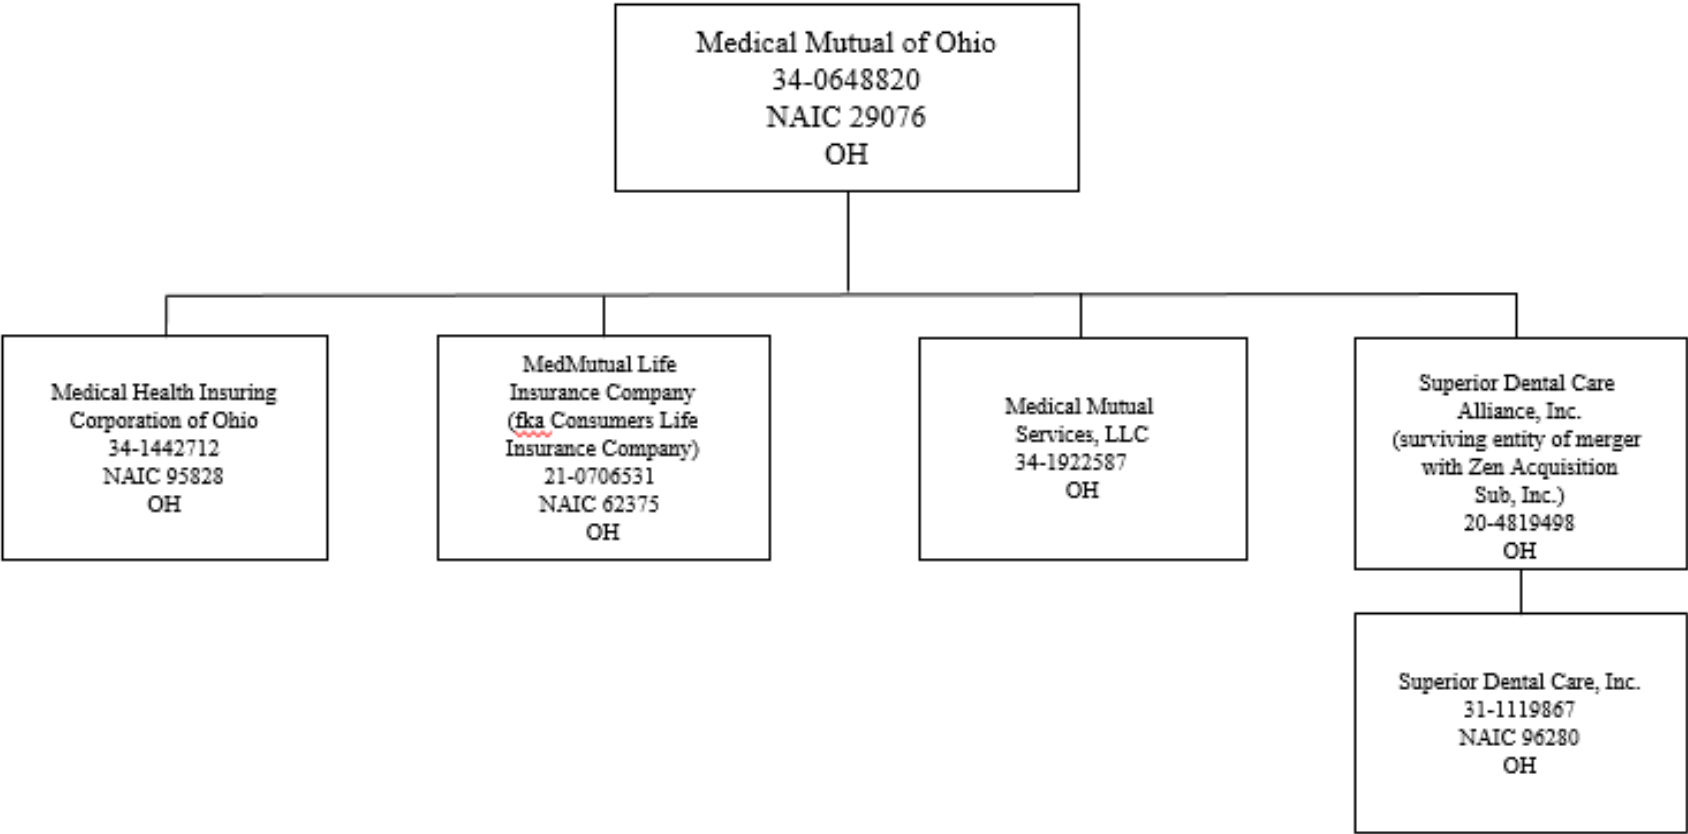 Medical Mutual of Ohio
34-0648820
NAIC 29076
OH
Medical Health Insuring
Corporation of Ohio
34-1442712
NAIC 95828
OH
MedMutual Life
Insurance Company
(fka Consumers Life
Insurance Company)
21-0706531
NAIC 62375
OH
Medical Mutual
Services, LLC
34-1922587
OH
Superior Dental Care
Alliance, Inc.
(surviving entity of merger
with Zen Acquisition
Sub, Inc.)
20-4819498
OH
Superior Dental Care, Inc.
31-1119867
NAIC 96280
OH